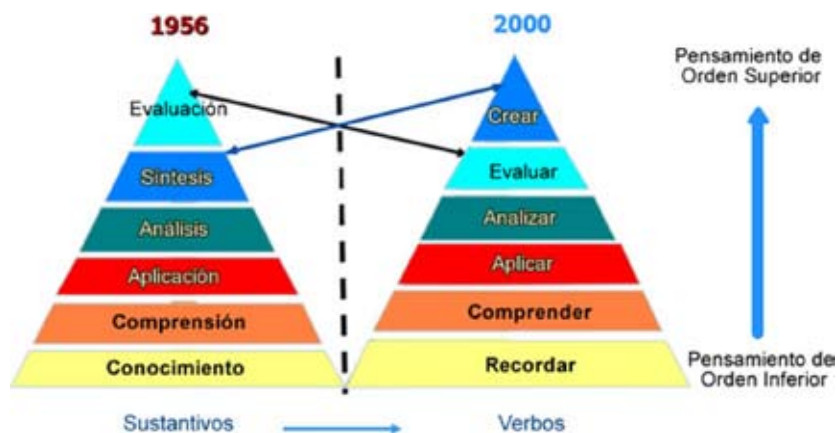 1956
2000
Pensamiento de
Orden Superior
Evaluación
Crear
Síntesis
Evaluar
Análisis
Analizar
Aplicación
Aplicar
Comprensión
Comprender
Conocimiento
Recordar
Pensamiento de
Orden Inferior
Sustantivos
Verbos